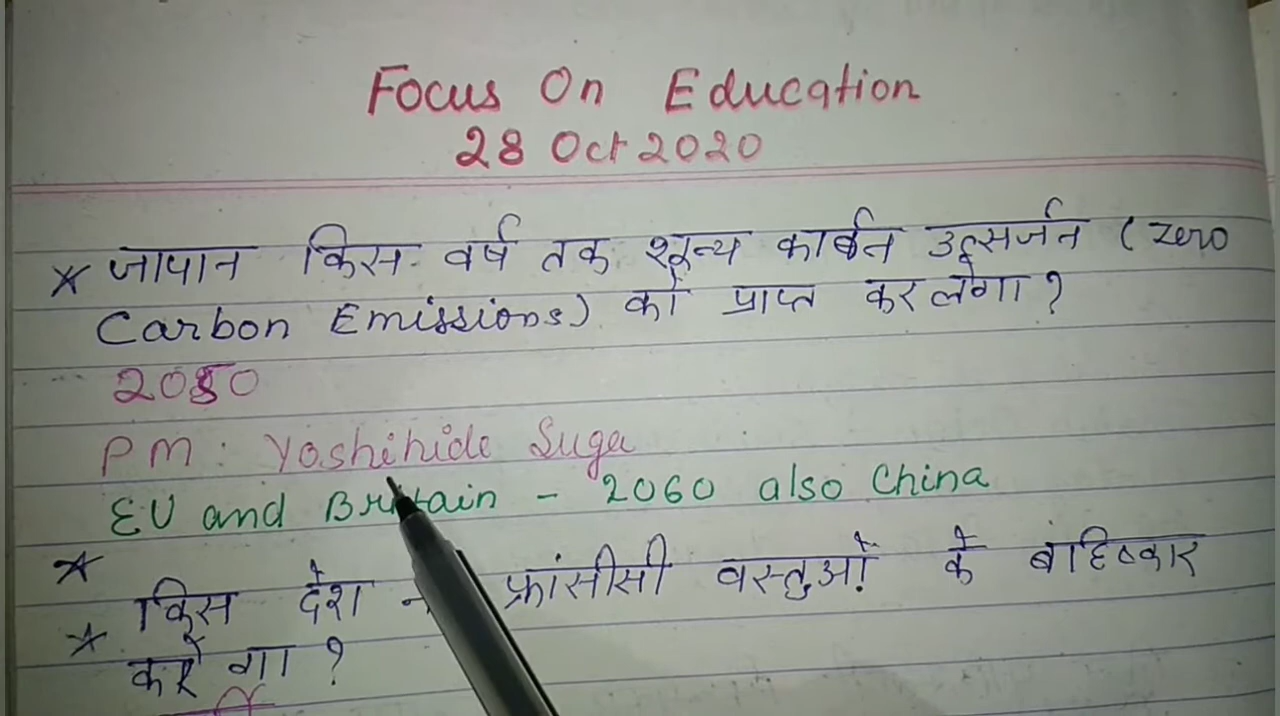 Focus On Education
28 Oct 2020
* जापान किस वर्ष तक शून्य कार्बन उत्सर्जन ( Zero
Carbon Emissions) को प्राप्त कर लेगा ?
2050
PM : Yoshihide Suga
EU and Britain - 2060 also China
*
किस देश फ्रांसीसी वस्तुओं के बहिष्कार
* करेगा ?